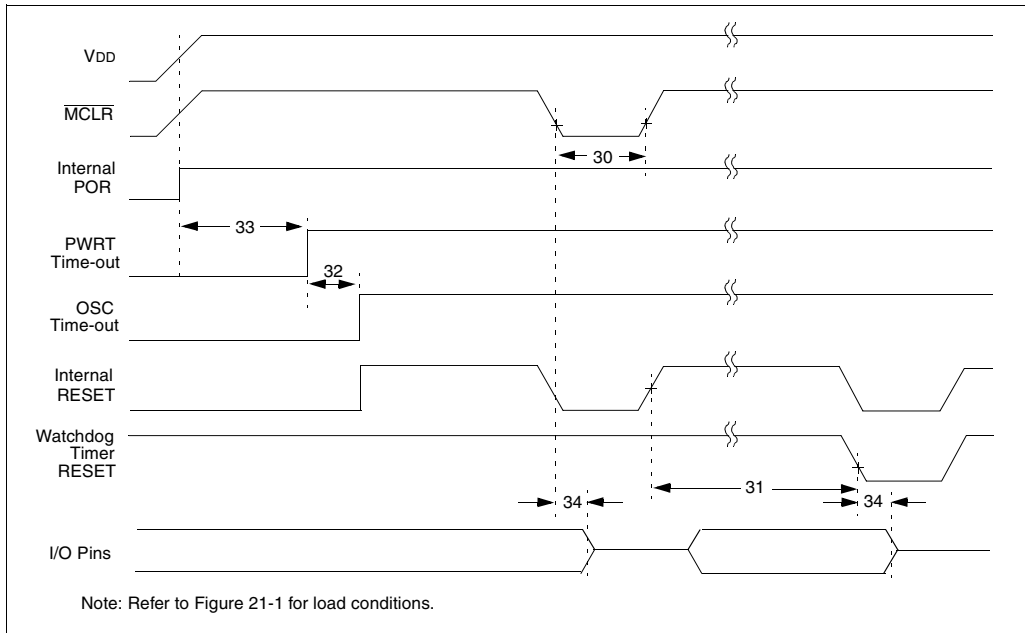 VDD
MCLR
30
Internal
POR
33
PWRT
Time-out
32
OSC
Time-out
Internal
RESET
Watchdog
Timer
RESET
31
34
34
I/O Pins
Note: Refer to Figure 21-1 for load conditions.